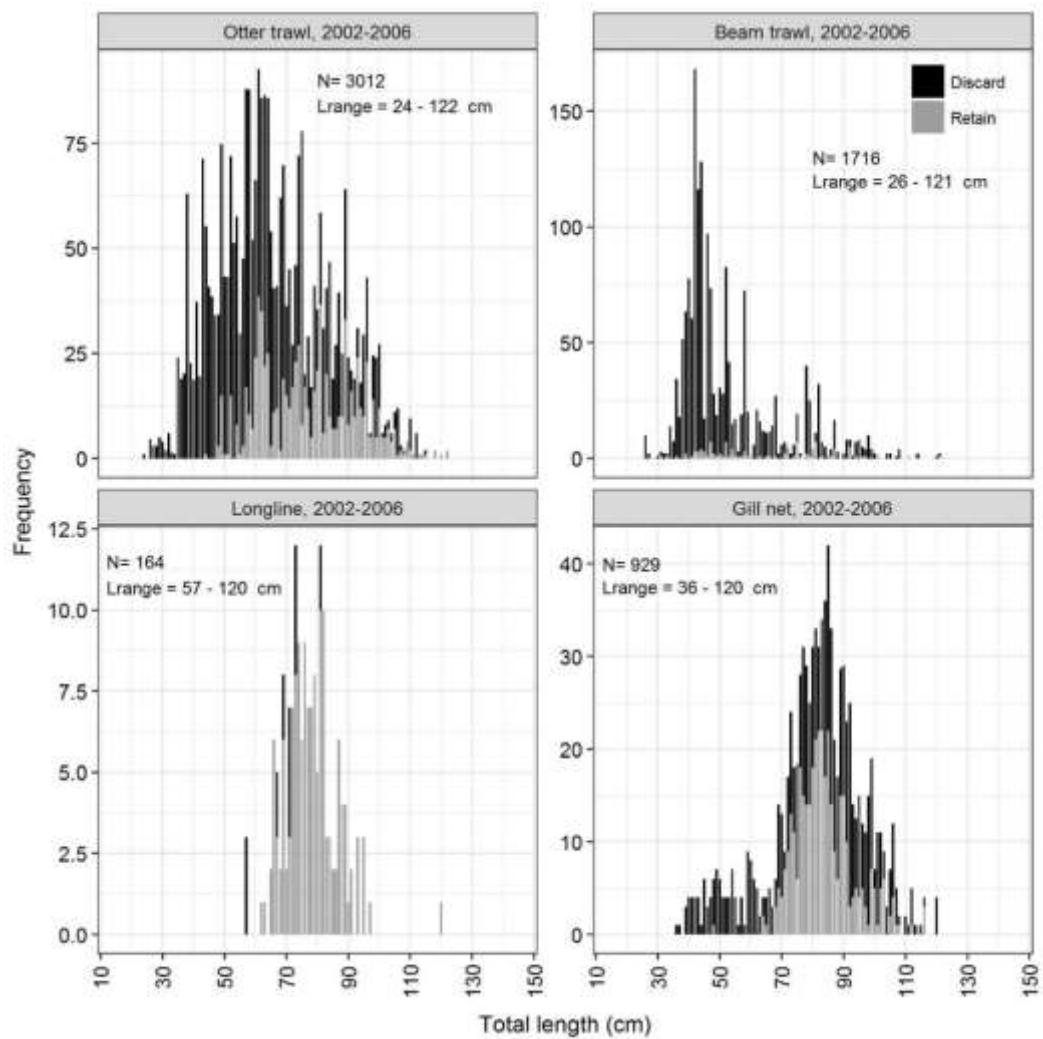 Otter trawl, 2002-2006
N= 3012
Lrange = 24 - 122 cm
75
50
25
0
Beam trawl, 2002-2006
Discard
Retain
N= 1716
Lrange = 26 - 121 cm
150
100
50
0
Frequency
Longline, 2002-2006
N= 164
Lrange = 57 - 120 cm
12.5
10.0
7.5
5.0
2.5
0.0
Gill net, 2002-2006
N= 929
Lrange = 36 - 120 cm
40
30
20
10
0
10 30 50 70 90 110 130 150
10 30 50 70 90 110 130 150
Total length (cm)